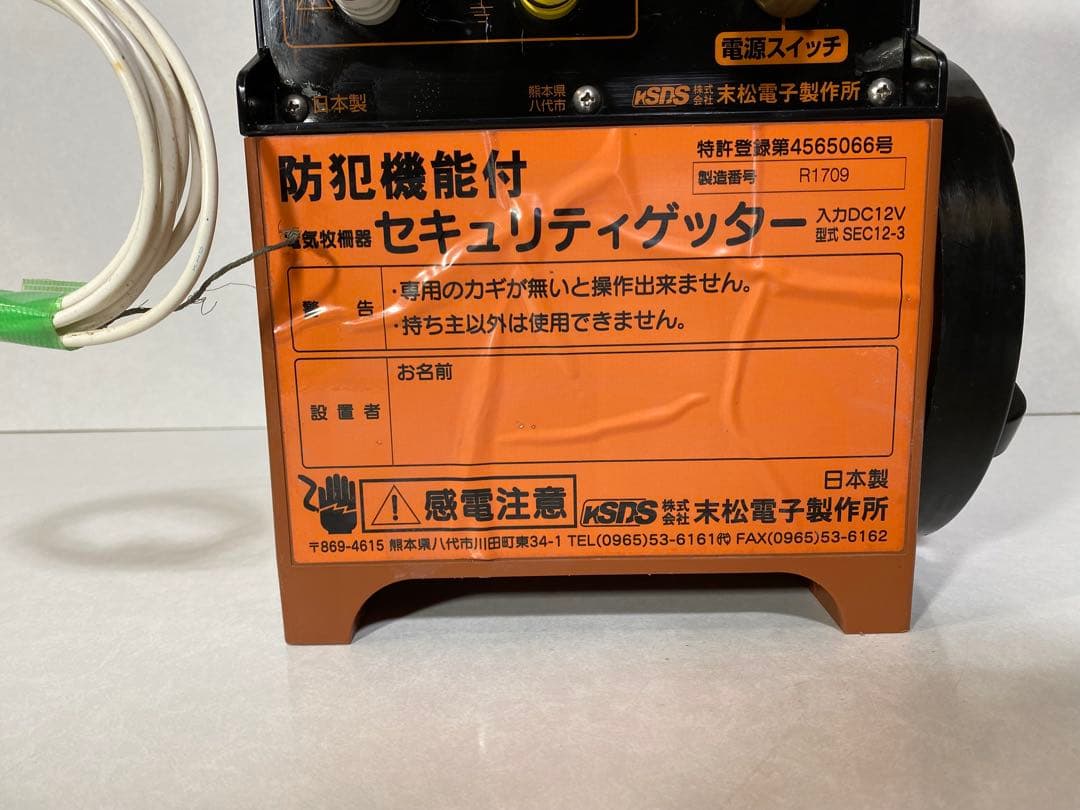 電源スイッチ
日本製
熊本県
八代市
KSDS 株式会社 末松電子製作所
特許登録第4565066号
防犯機能付
製造番号 R1709
電気牧柵器 セキュリティゲッター
入力DC12V
型式 SEC12-3
警告
・専用のカギが無いと操作出来ません。
・持ち主以外は使用できません。
設置者
お名前
日本製
感電注意 KSDS 株式会社 末松電子製作所
〒869-4615 熊本県八代市川田町東34-1 TEL(0965)53-6161㈹ FAX(0965)53-6162